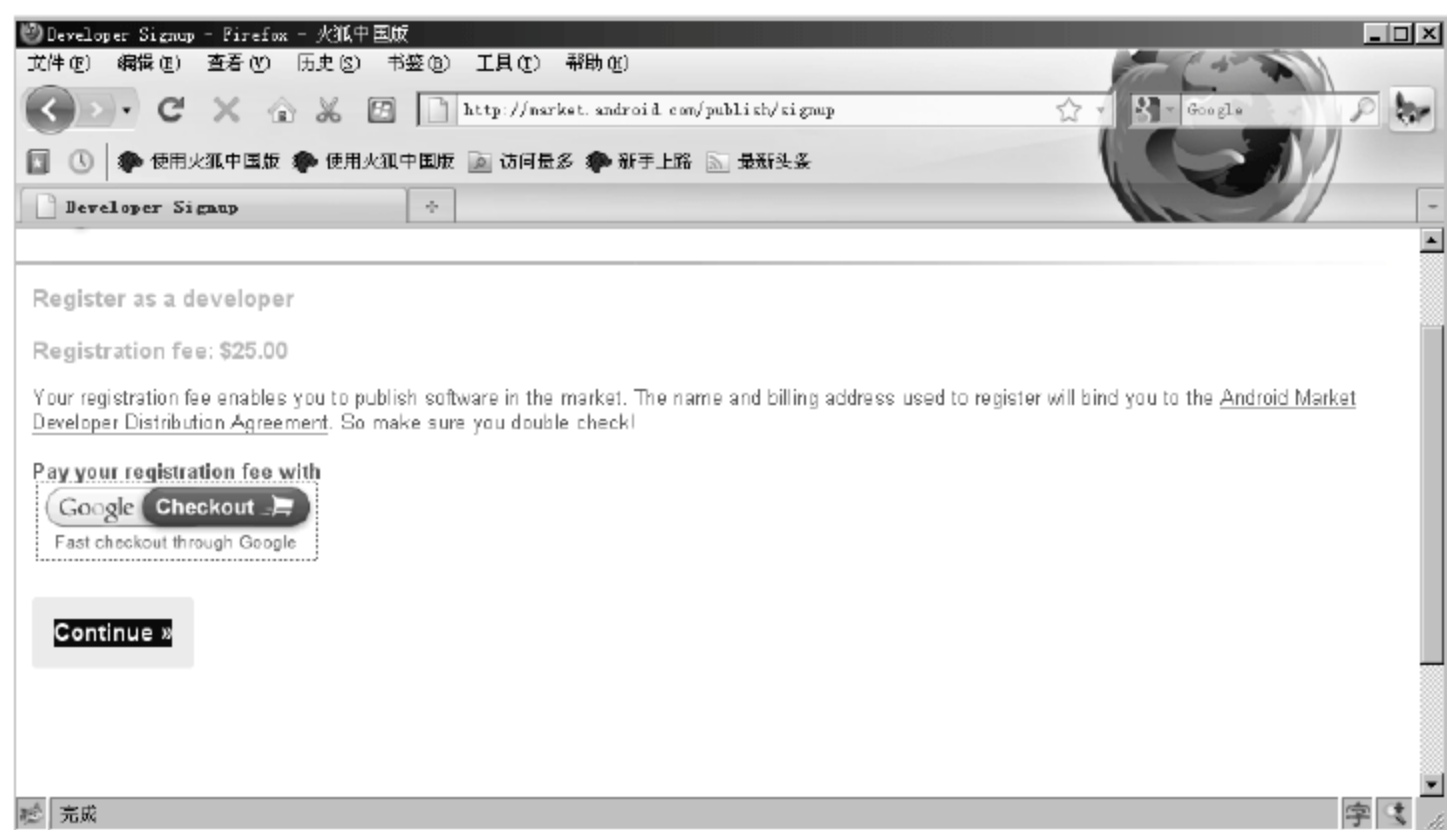 Developer Signup - Firefox - 火狐中国版
文件(F) 编辑(E) 查看(V) 历史(S) 书签(B) 工具(T) 帮助(H)
http://market.android.com/publish/signup
Google
使用火狐中国版 使用火狐中国版 访问最多 新手上路 最新头条
Developer Signup
Register as a developer
Registration fee: $25.00
Your registration fee enables you to publish software in the market. The name and billing address used to register will bind you to the Android Market
Developer Distribution Agreement. So make sure you double check!
Pay your registration fee with
Google Checkout
Fast checkout through Google
Continue »
完成
字